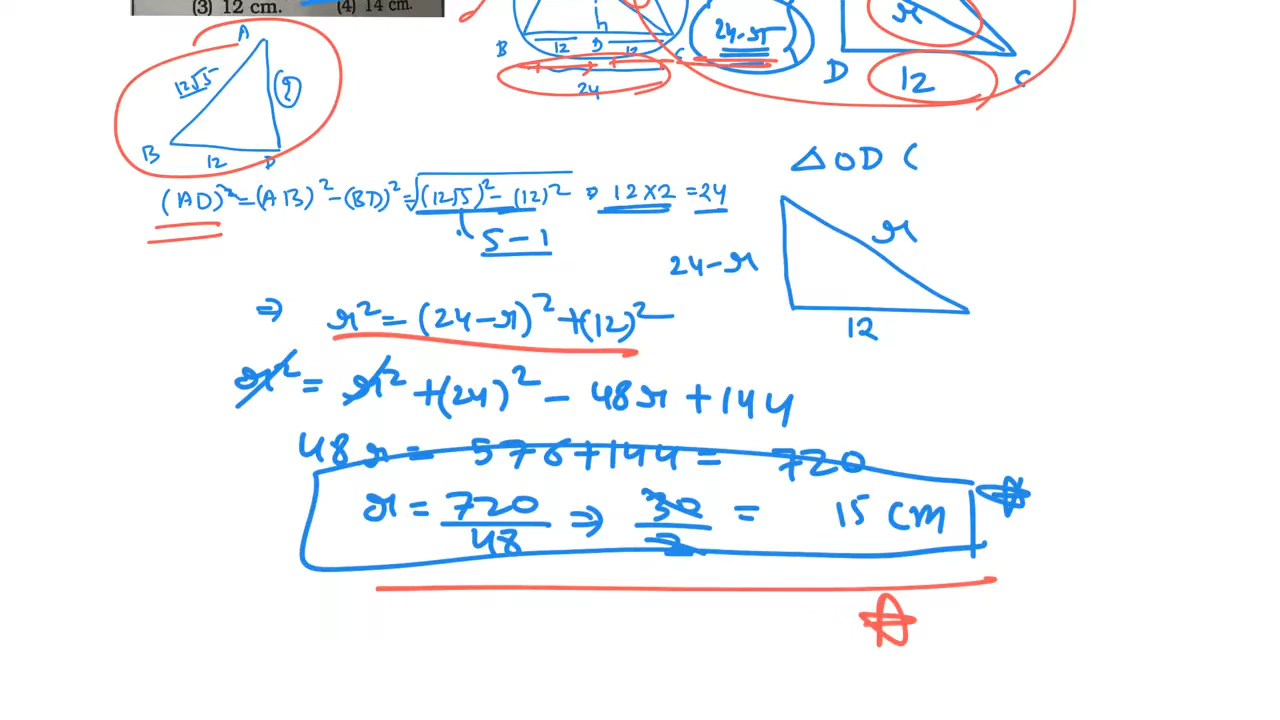 (3) 12 cm. (4) 14 cm.
A
12√5
B
12
D
h
B 12 D 12 C
24
24-r
r
D 12 C
(AD)² = (AB)² - (BD)² = √(12√5)² - (12)² ⇒ 12 × 2 = 24
5 - 1
△ODC
r
24-r
12
⇒ r² = (24-r)² + (12)²
r² = r² + (24)² - 48r + 144
48r = 576 + 144 = 720
r = 720/48 ⇒ 30/2 = 15 cm